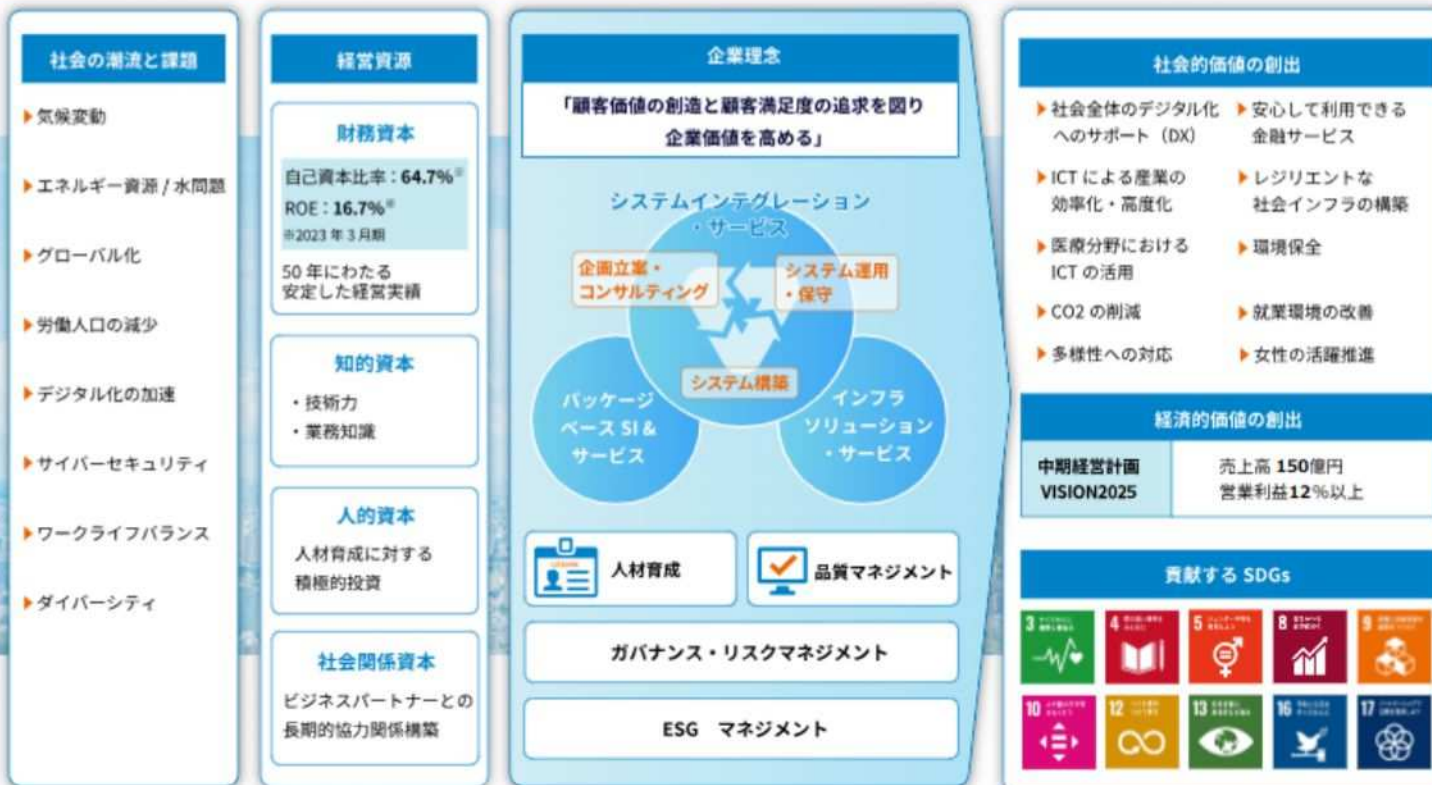 社会の潮流と課題
▶気候変動
▶エネルギー資源 / 水問題
▶グローバル化
▶労働人口の減少
▶デジタル化の加速
▶サイバーセキュリティ
▶ワークライフバランス
▶ダイバーシティ
経営資源
財務資本
自己資本比率：64.7%※
ROE：16.7%※
※2023 年 3 月期
50 年にわたる
安定した経営実績
知的資本
・技術力
・業務知識
人的資本
人材育成に対する
積極的投資
社会関係資本
ビジネスパートナーとの
長期的協力関係構築
企業理念
「顧客価値の創造と顧客満足度の追求を図り
企業価値を高める」
システムインテグレーション
・サービス
企画立案・
コンサルティング
システム運用
・保守
システム構築
パッケージ
ベース SI &
サービス
インフラ
ソリューション
・サービス
人材育成
品質マネジメント
ガバナンス・リスクマネジメント
ESG マネジメント
社会的価値の創出
▶社会全体のデジタル化
へのサポート（DX）
▶安心して利用できる
金融サービス
▶ICT による産業の
効率化・高度化
▶レジリエントな
社会インフラの構築
▶医療分野における
ICT の活用
▶環境保全
▶CO2 の削減
▶就業環境の改善
▶多様性への対応
▶女性の活躍推進
経済的価値の創出
中期経営計画
VISION2025
売上高 150億円
営業利益12%以上
貢献する SDGs
3
4
5
8
9
10
12
13
16
17